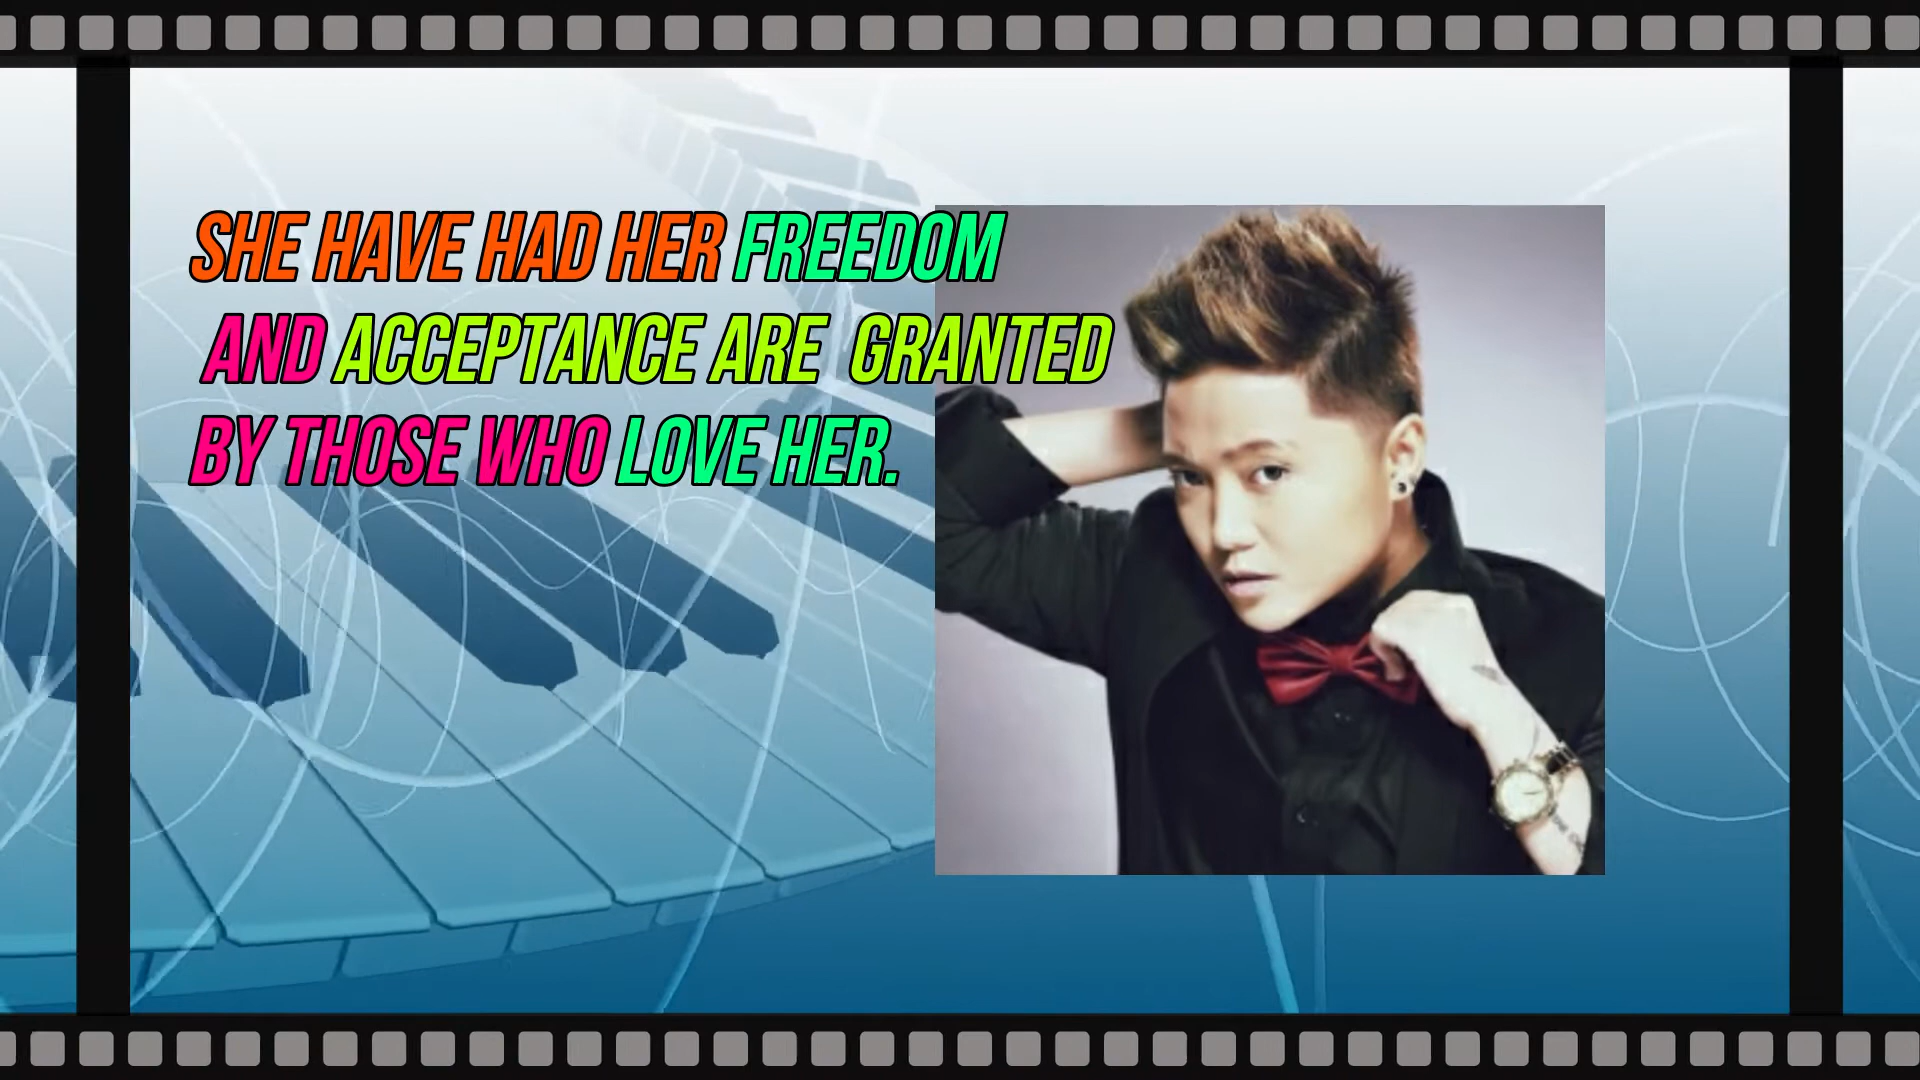 SHE HAVE HAD HER FREEDOM
AND ACCEPTANCE ARE GRANTED
BY THOSE WHO LOVE HER.